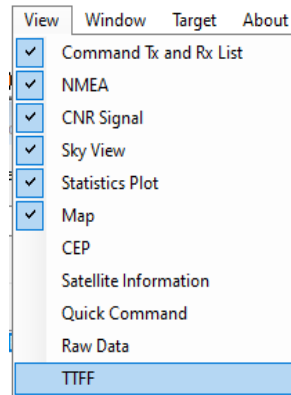 View Window Target About
Command Tx and Rx List
NMEA
CNR Signal
Sky View
Statistics Plot
Map
CEP
Satellite Information
Quick Command
Raw Data
TTFF